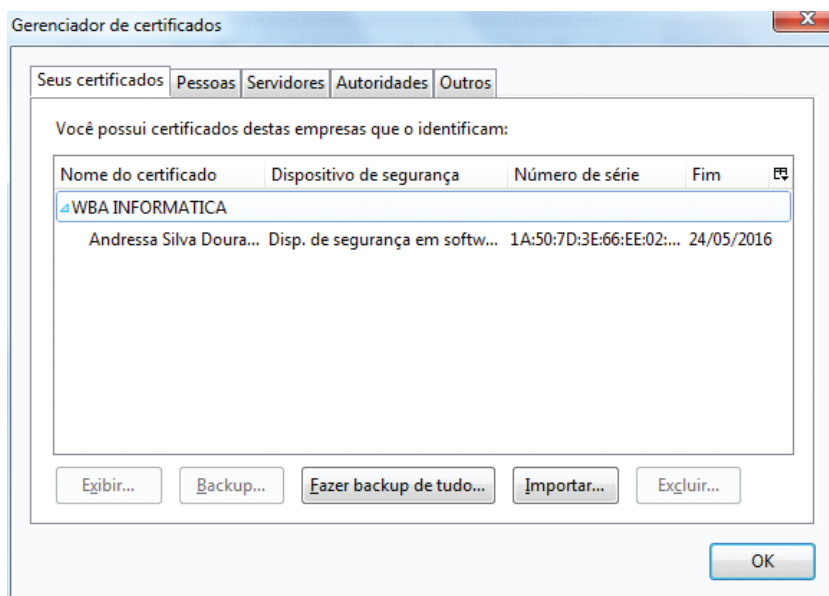 Gerenciador de certificados
Seus certificados Pessoas Servidores Autoridades Outros
Você possui certificados destas empresas que o identificam:
Nome do certificado Dispositivo de segurança Número de série Fim
WBA INFORMATICA
Andressa Silva Doura... Disp. de segurança em softw... 1A:50:7D:3E:66:EE:02:... 24/05/2016
Exibir... Backup... Fazer backup de tudo... Importar... Excluir...
OK